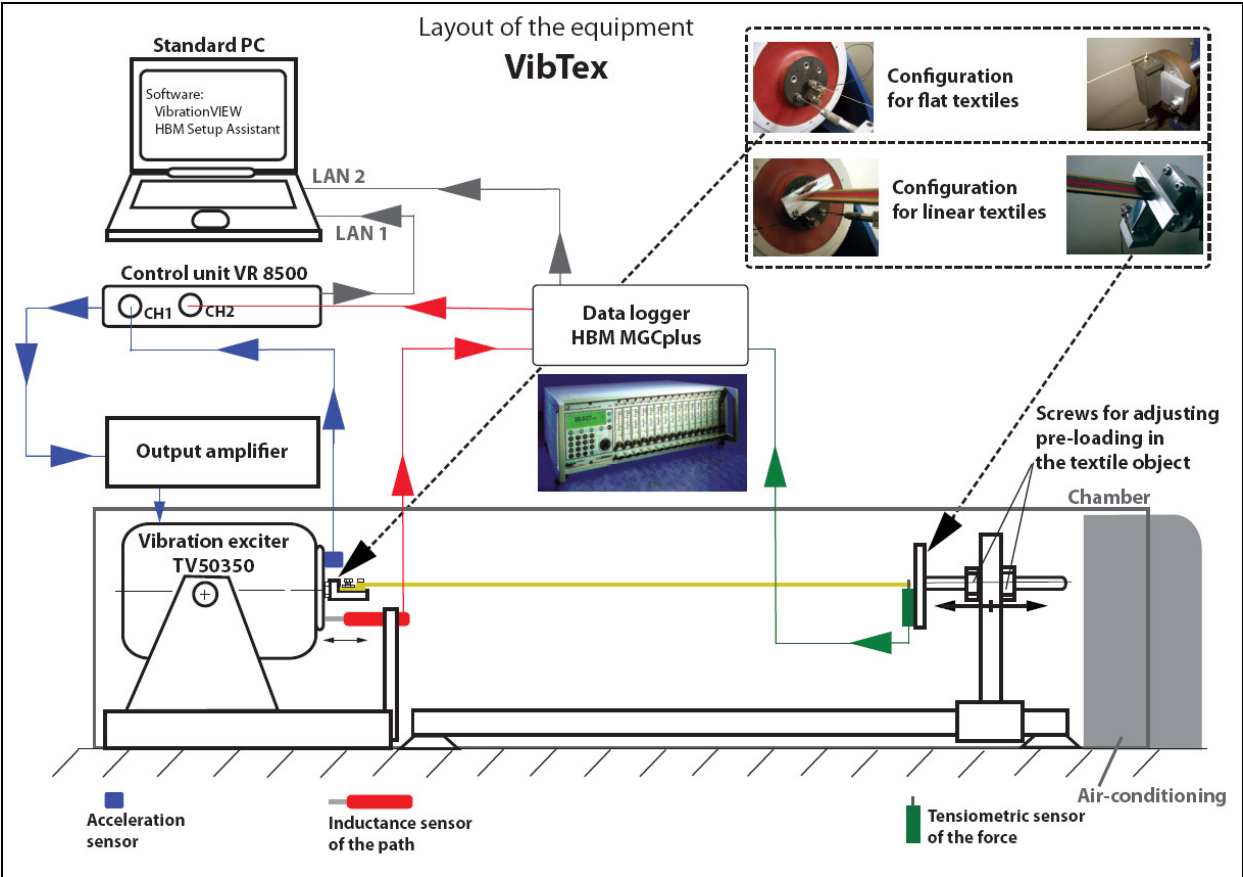 Layout of the equipment
VibTex
Standard PC
Software:
VibrationVIEW
HBM Setup Assistant
LAN 2
LAN 1
Configuration
for flat textiles
Configuration
for linear textiles
Control unit VR 8500
CH1
CH2
Data logger
HBM MGCplus
Output amplifier
Screws for adjusting
pre-loading in
the textile object
Chamber
Vibration exciter
TV50350
Air-conditioning
Acceleration
sensor
Inductance sensor
of the path
Tensiometric sensor
of the force